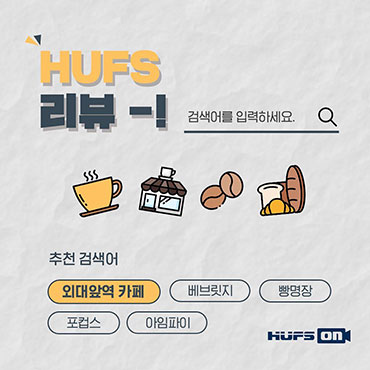 HUFS
리뷰 -!
검색어를 입력하세요.
추천 검색어
외대앞역 카페
베브릿지
빵명장
포컵스
아임파이
HUFS ON